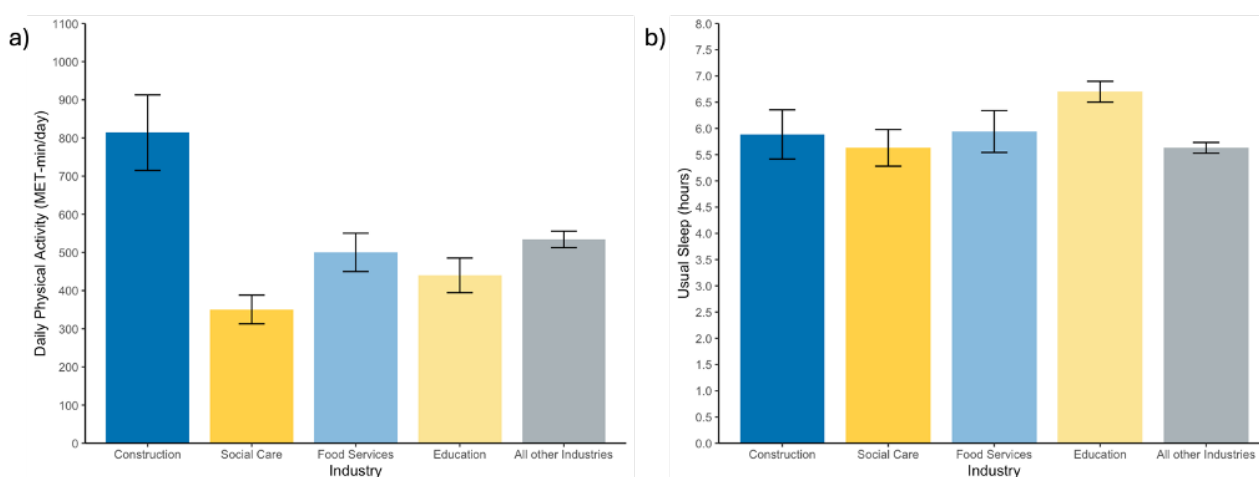 a)
Daily Physical Activity (MET-min/day)
1100
1000
900
800
700
600
500
400
300
200
100
0
Construction
Social Care
Food Services
Education
All other Industries
Industry
b)
Usual Sleep (hours)
8.0
7.5
7.0
6.5
6.0
5.5
5.0
4.5
4.0
3.5
3.0
2.5
2.0
1.5
1.0
0.5
0.0
Construction
Social Care
Food Services
Education
All other Industries
Industry